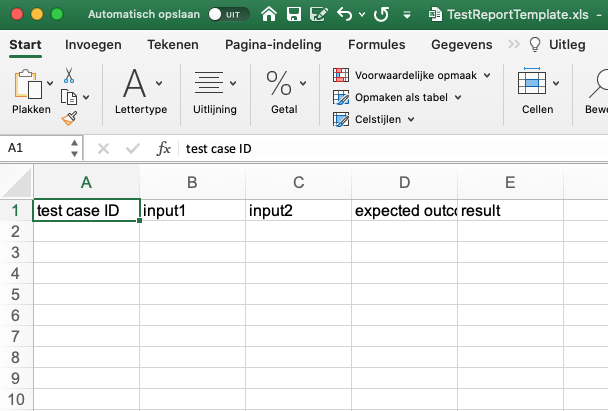 Automatisch opslaan UIT TestReportTemplate.xls -
Start Invoegen Tekenen Pagina-indeling Formules Gegevens Uitleg
Plakken Lettertype Uitlijning Getal Voorwaardelijke opmaak Cellen
Opmaken als tabel
Celstijlen
A1 fx test case ID
A B C D E
1 test case ID input1 input2 expected outco result
2
3
4
5
6
7
8
9
10